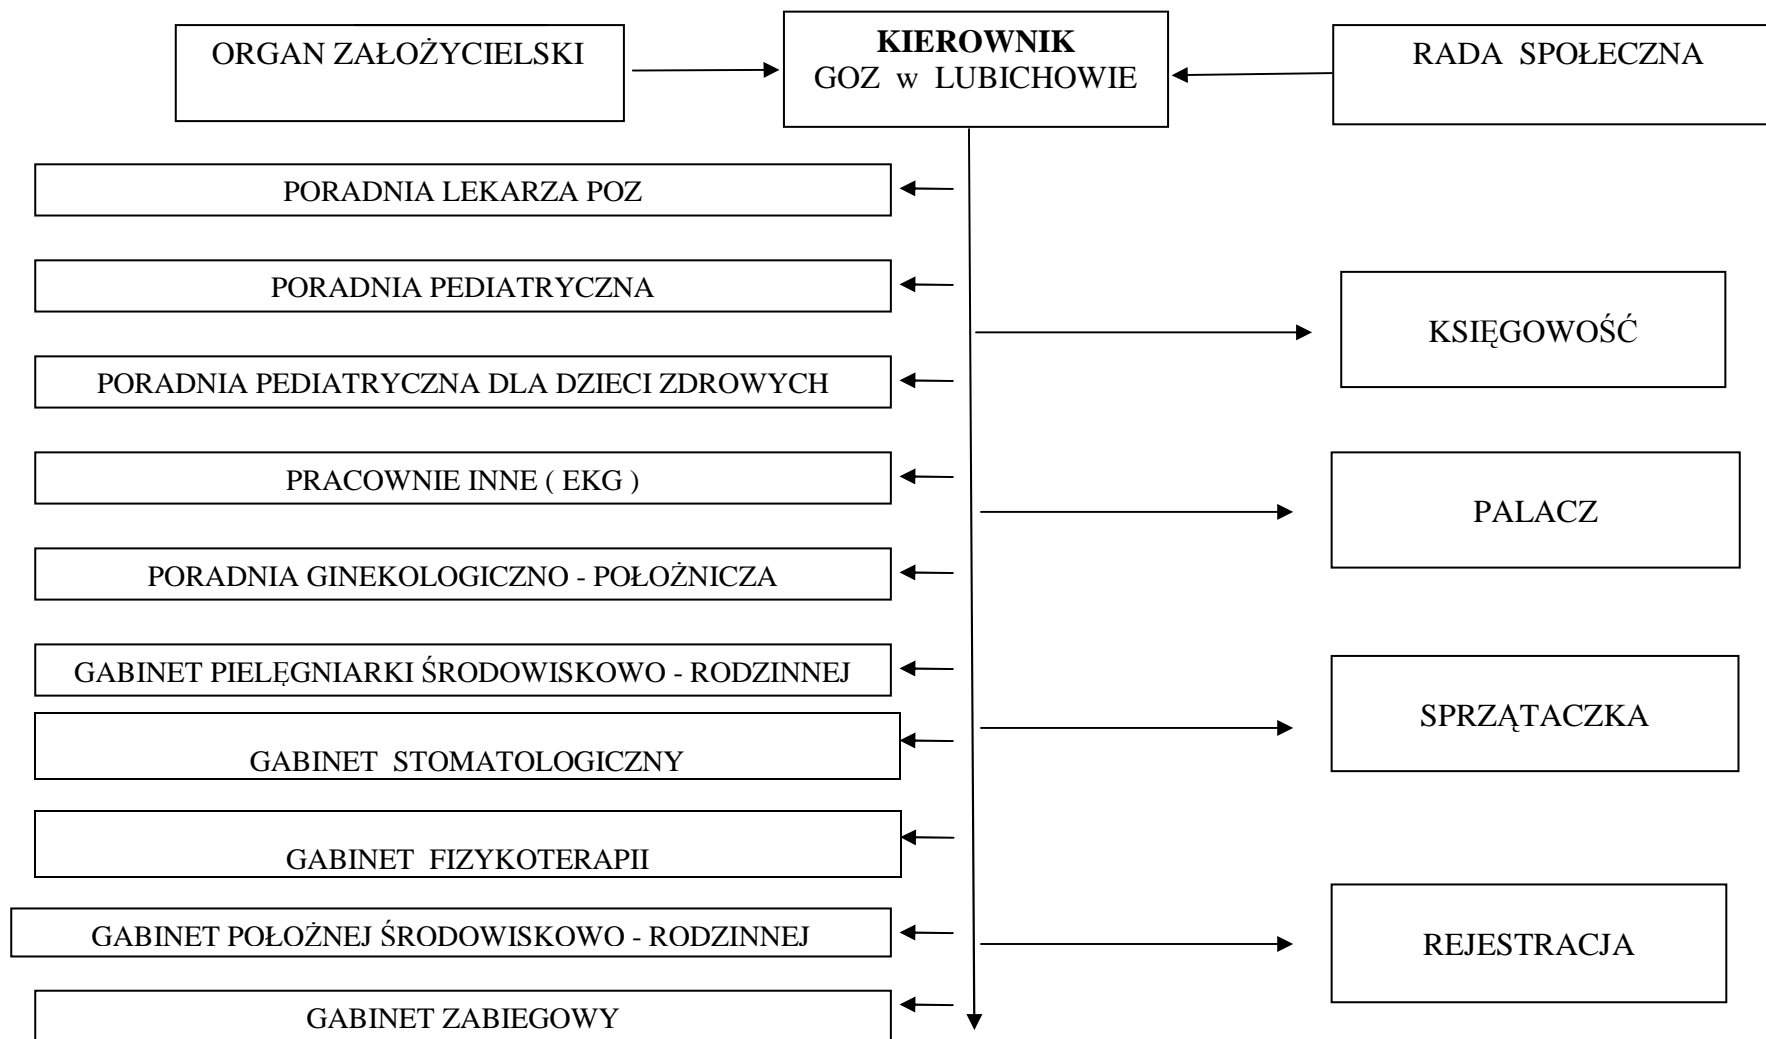 ORGAN ZAŁOŻYCIELSKI
KIEROWNIK
GOZ w LUBICHOWIE
RADA SPOŁECZNA
PORADNIA LEKARZA POZ
PORADNIA PEDIATRYCZNA
PORADNIA PEDIATRYCZNA DLA DZIECI ZDROWYCH
PRACOWNIE INNE ( EKG )
PORADNIA GINEKOLOGICZNO - POŁOŻNICZA
GABINET PIELĘGNIARKI ŚRODOWISKOWO - RODZINNEJ
GABINET STOMATOLOGICZNY
GABINET FIZYKOTERAPII
GABINET POŁOŻNEJ ŚRODOWISKOWO - RODZINNEJ
GABINET ZABIEGOWY
KSIĘGOWOŚĆ
PALACZ
SPRZĄTACZKA
REJESTRACJA